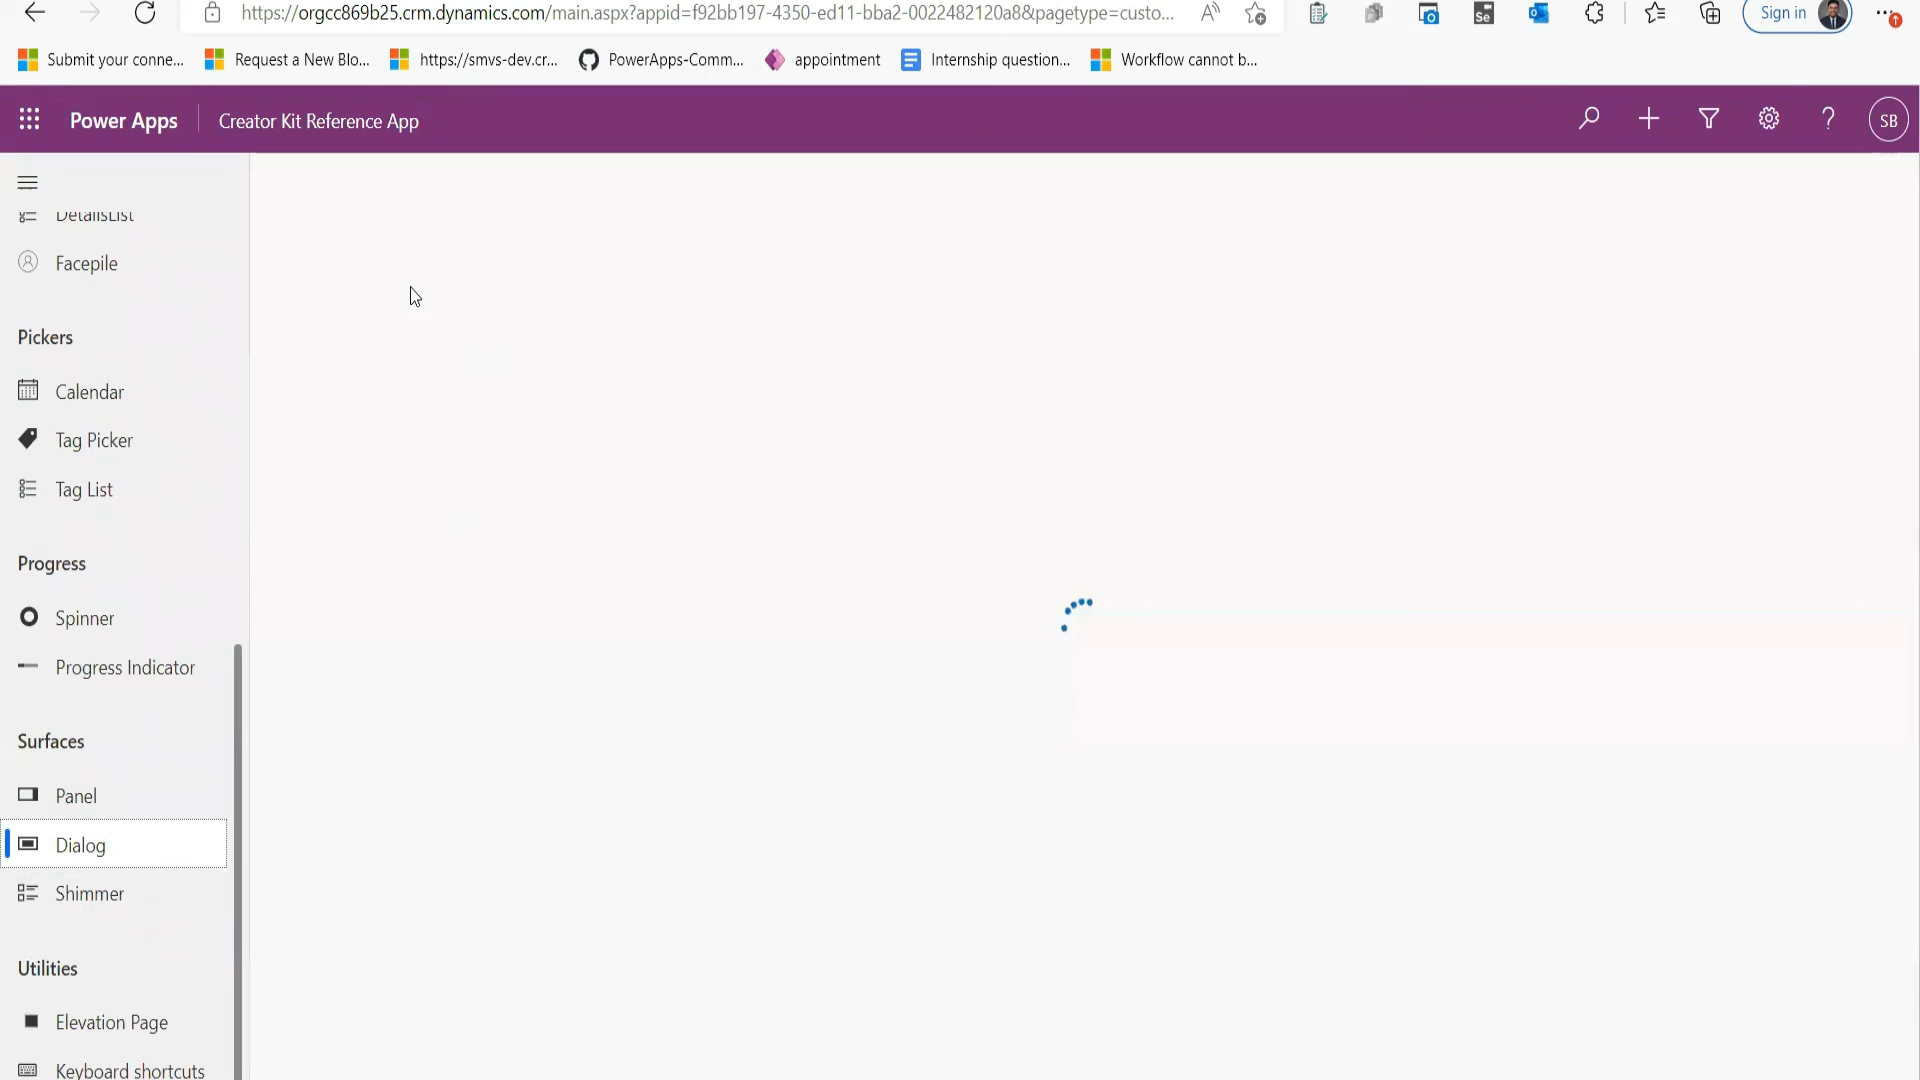 https://orgcc869b25.crm.dynamics.com/main.aspx?appid=f92bb197-4350-ed11-bba2-0022482120a8&pagetype=custo...
Sign in
Submit your conne...
Request a New Blo...
https://smvs-dev.cr...
PowerApps-Comm...
appointment
Internship question...
Workflow cannot b...
Power Apps
Creator Kit Reference App
SB
DetailsList
Facepile
Pickers
Calendar
Tag Picker
Tag List
Progress
Spinner
Progress Indicator
Surfaces
Panel
Dialog
Shimmer
Utilities
Elevation Page
Keyboard shortcuts